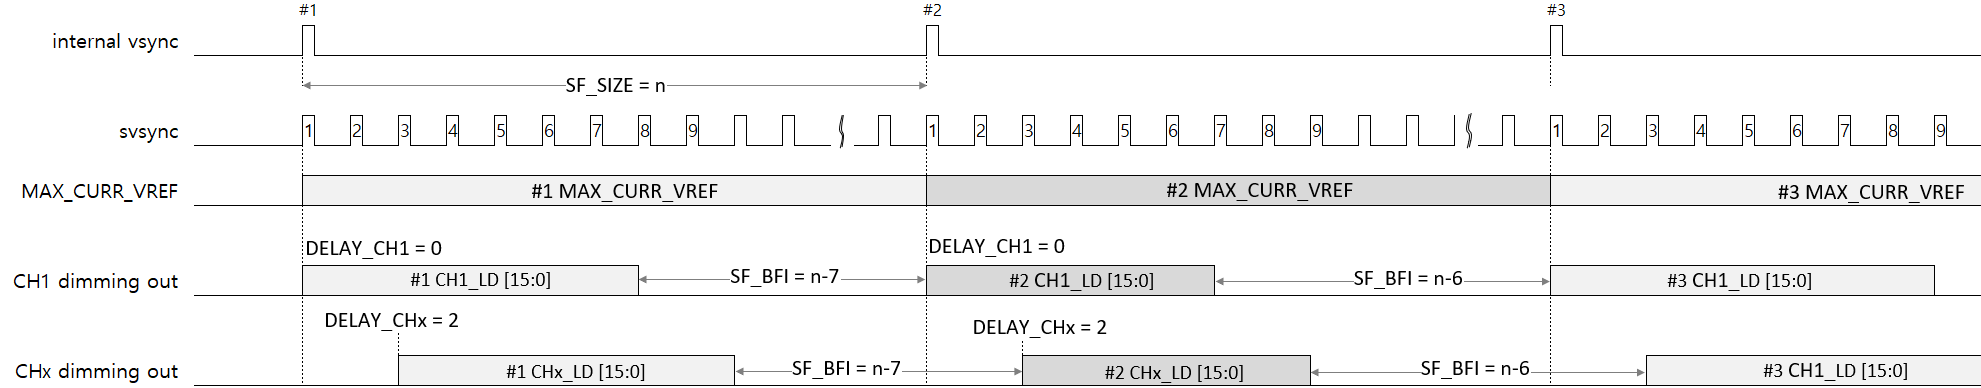 #1 #2 #3
internal vsync
SF_SIZE = n
svsync 1 2 3 4 5 6 7 8 9 1 2 3 4 5 6 7 8 9 1 2 3 4 5 6 7 8 9
MAX_CURR_VREF #1 MAX_CURR_VREF #2 MAX_CURR_VREF #3 MAX_CURR_VREF
DELAY_CH1 = 0 DELAY_CH1 = 0
CH1 dimming out #1 CH1_LD [15:0] SF_BFI = n-7 #2 CH1_LD [15:0] SF_BFI = n-6 #3 CH1_LD [15:0]
DELAY_CHx = 2 DELAY_CHx = 2
CHx dimming out #1 CHx_LD [15:0] SF_BFI = n-7 #2 CHx_LD [15:0] SF_BFI = n-6 #3 CH1_LD [15:0]